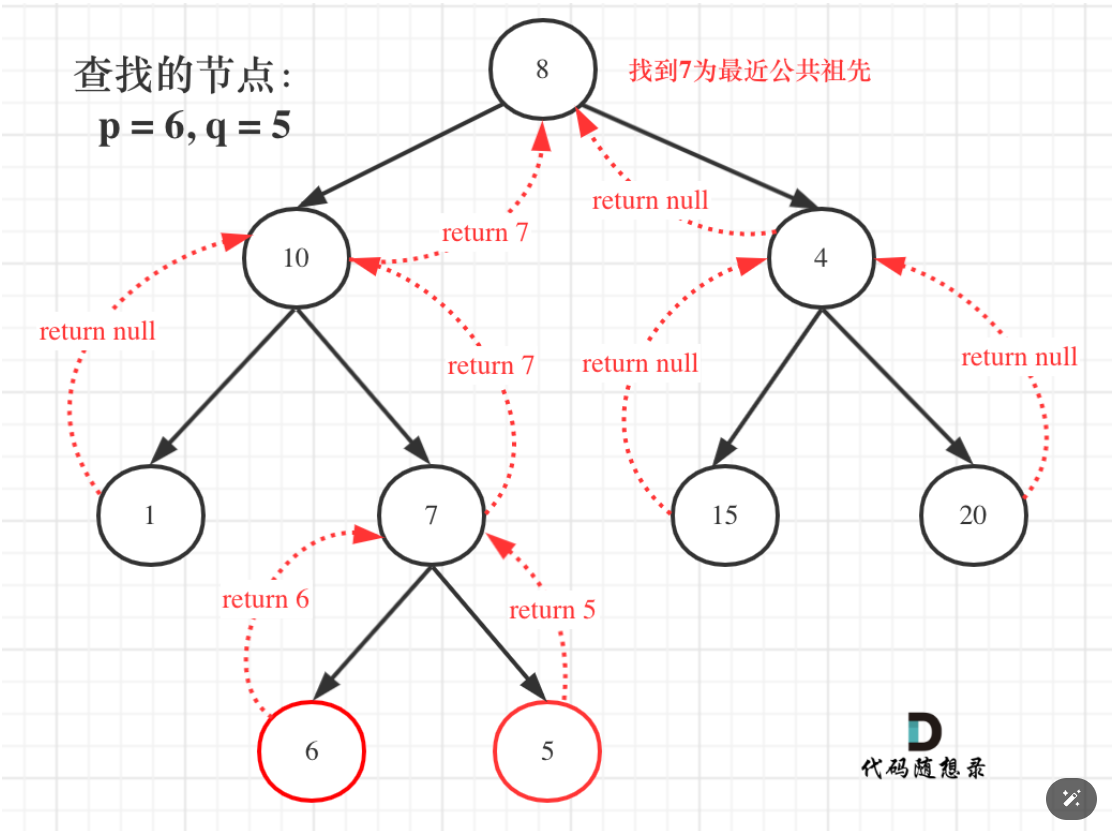 查找的节点：
p = 6, q = 5
8
找到7为最近公共祖先
return null
return 7
10
4
return null
return 7
return null
return null
1
7
15
20
return 6
return 5
6
5
代码随想录